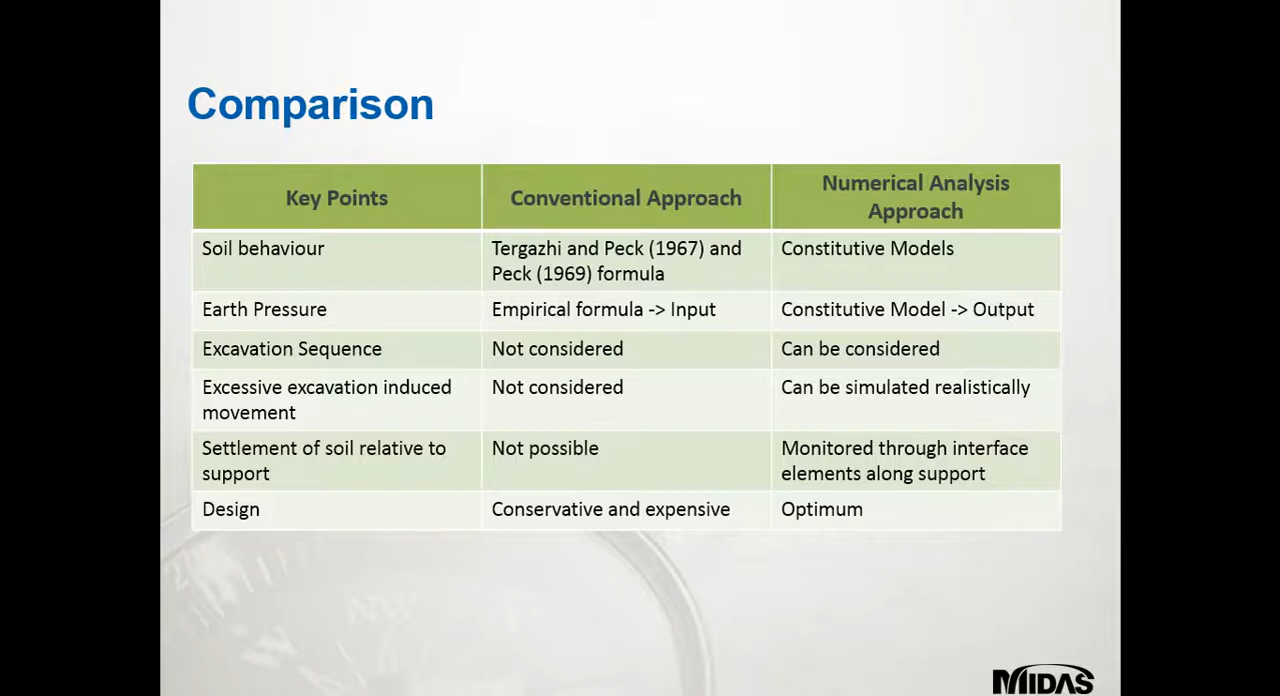 Comparison
Key Points
Conventional Approach
Numerical Analysis
Approach
Soil behaviour
Tergazhi and Peck (1967) and
Peck (1969) formula
Constitutive Models
Earth Pressure
Empirical formula -> Input
Constitutive Model -> Output
Excavation Sequence
Not considered
Can be considered
Excessive excavation induced
movement
Not considered
Can be simulated realistically
Settlement of soil relative to
support
Not possible
Monitored through interface
elements along support
Design
Conservative and expensive
Optimum
MIDAS